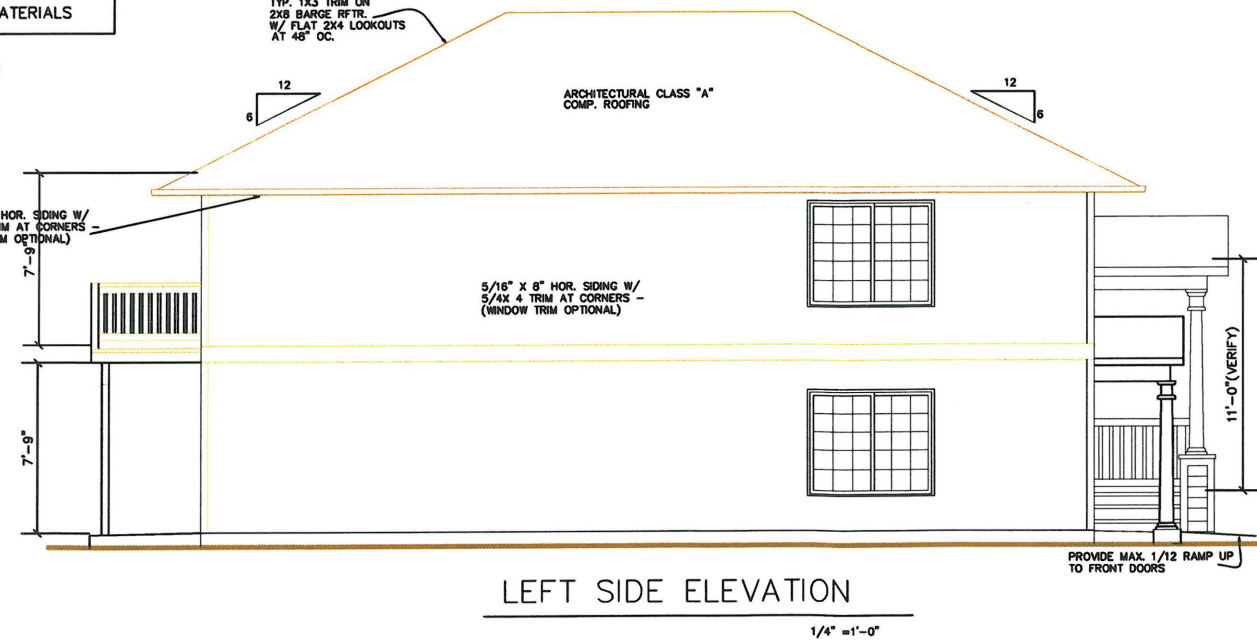 ATERIALS
TYP. 1X3 TRIM ON
2X8 BARGE RFTR.
W/ FLAT 2X4 LOOKOUTS
AT 48" OC.
12
6
ARCHITECTURAL CLASS "A"
COMP. ROOFING
12
6
HOR. SIDING W/
IM AT CORNERS -
M OPTIONAL)
7'-9"
5/16" X 8" HOR. SIDING W/
5/4X 4 TRIM AT CORNERS -
(WINDOW TRIM OPTIONAL)
11'-0"(VERIFY)
7'-9"
PROVIDE MAX. 1/12 RAMP UP
TO FRONT DOORS
LEFT SIDE ELEVATION
1/4" =1'-0"